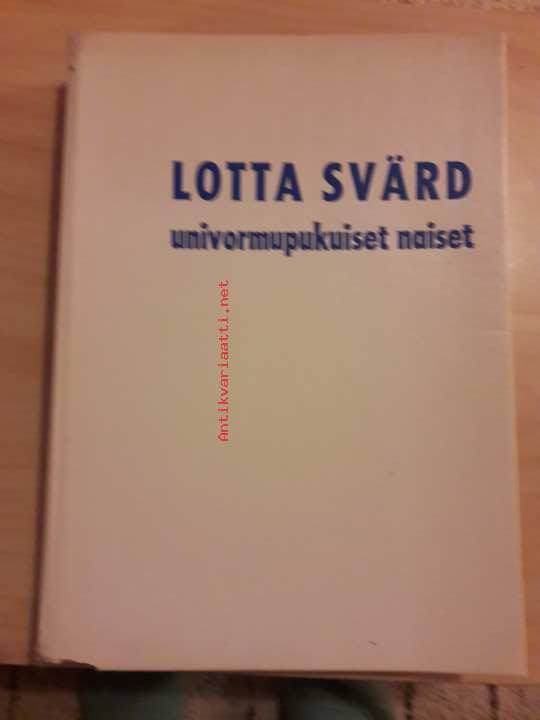 LOTTA SVÄRD
univormupukuiset naiset
Antikvariaatti.net